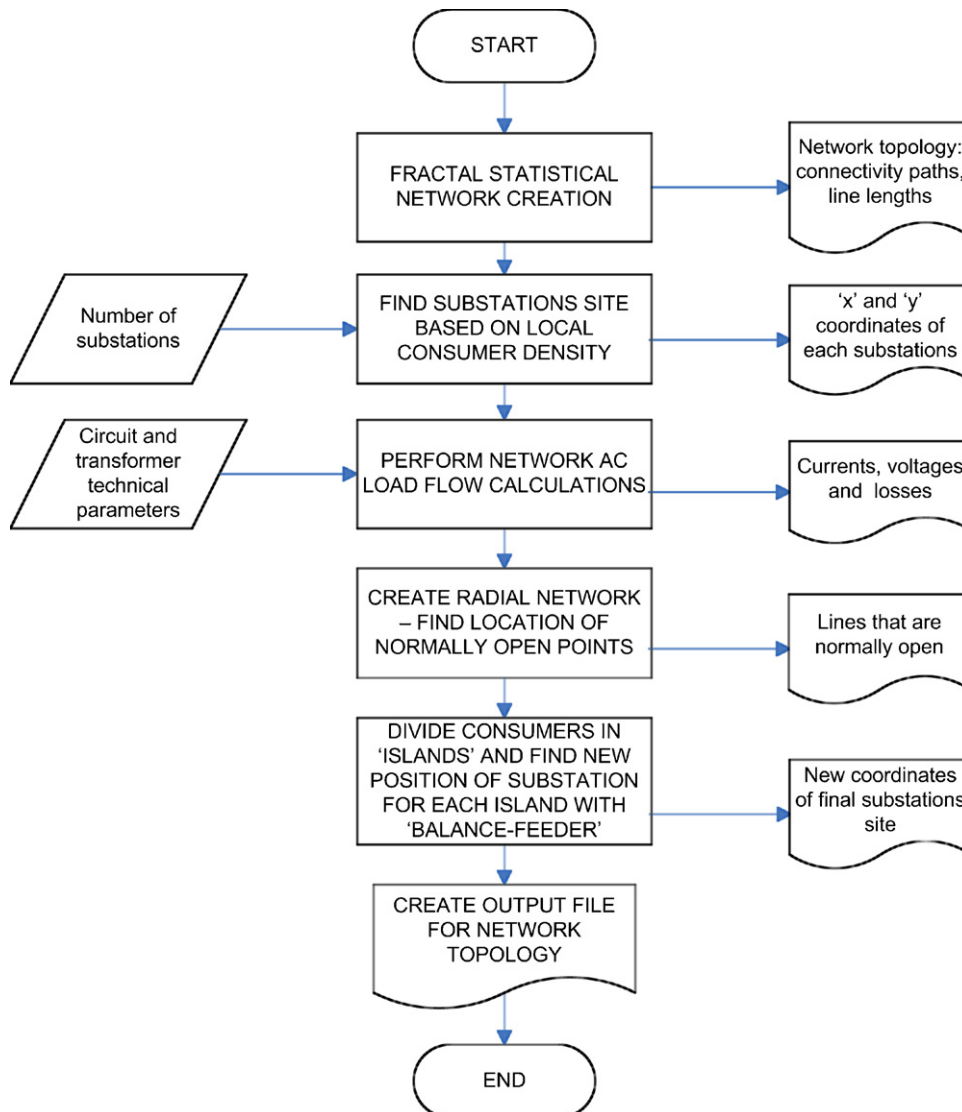 START
FRACTAL STATISTICAL
NETWORK CREATION
Network topology:
connectivity paths,
line lengths
Number of
substations
FIND SUBSTATIONS SITE
BASED ON LOCAL
CONSUMER DENSITY
‘x’ and ‘y’
coordinates of
each substations
Circuit and
transformer
technical
parameters
PERFORM NETWORK AC
LOAD FLOW CALCULATIONS
Currents, voltages
and losses
CREATE RADIAL NETWORK
– FIND LOCATION OF
NORMALLY OPEN POINTS
Lines that are
normally open
DIVIDE CONSUMERS IN
‘ISLANDS’ AND FIND NEW
POSITION OF SUBSTATION
FOR EACH ISLAND WITH
‘BALANCE-FEEDER’
New coordinates
of final substations
site
CREATE OUTPUT FILE
FOR NETWORK
TOPOLOGY
END